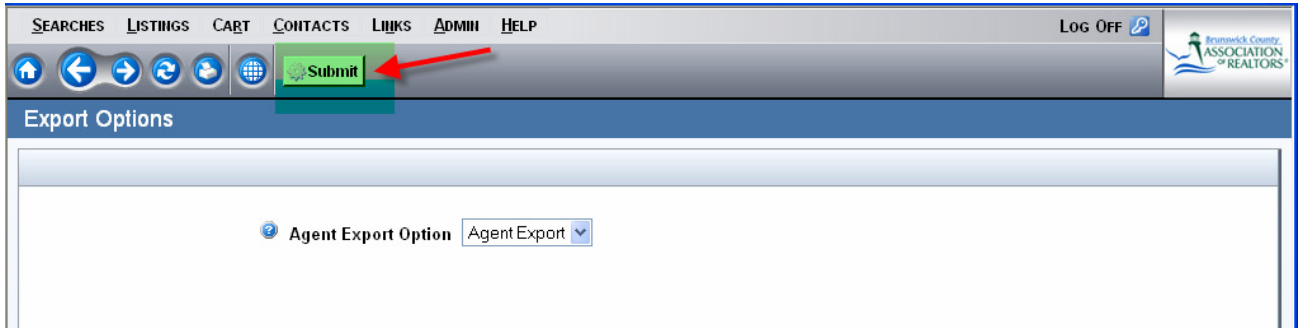 SEARCHES LISTINGS CART CONTACTS LINKS ADMIN HELP LOG OFF
Brunswick County
ASSOCIATION
OF REALTORS®
Submit
Export Options
Agent Export Option Agent Export